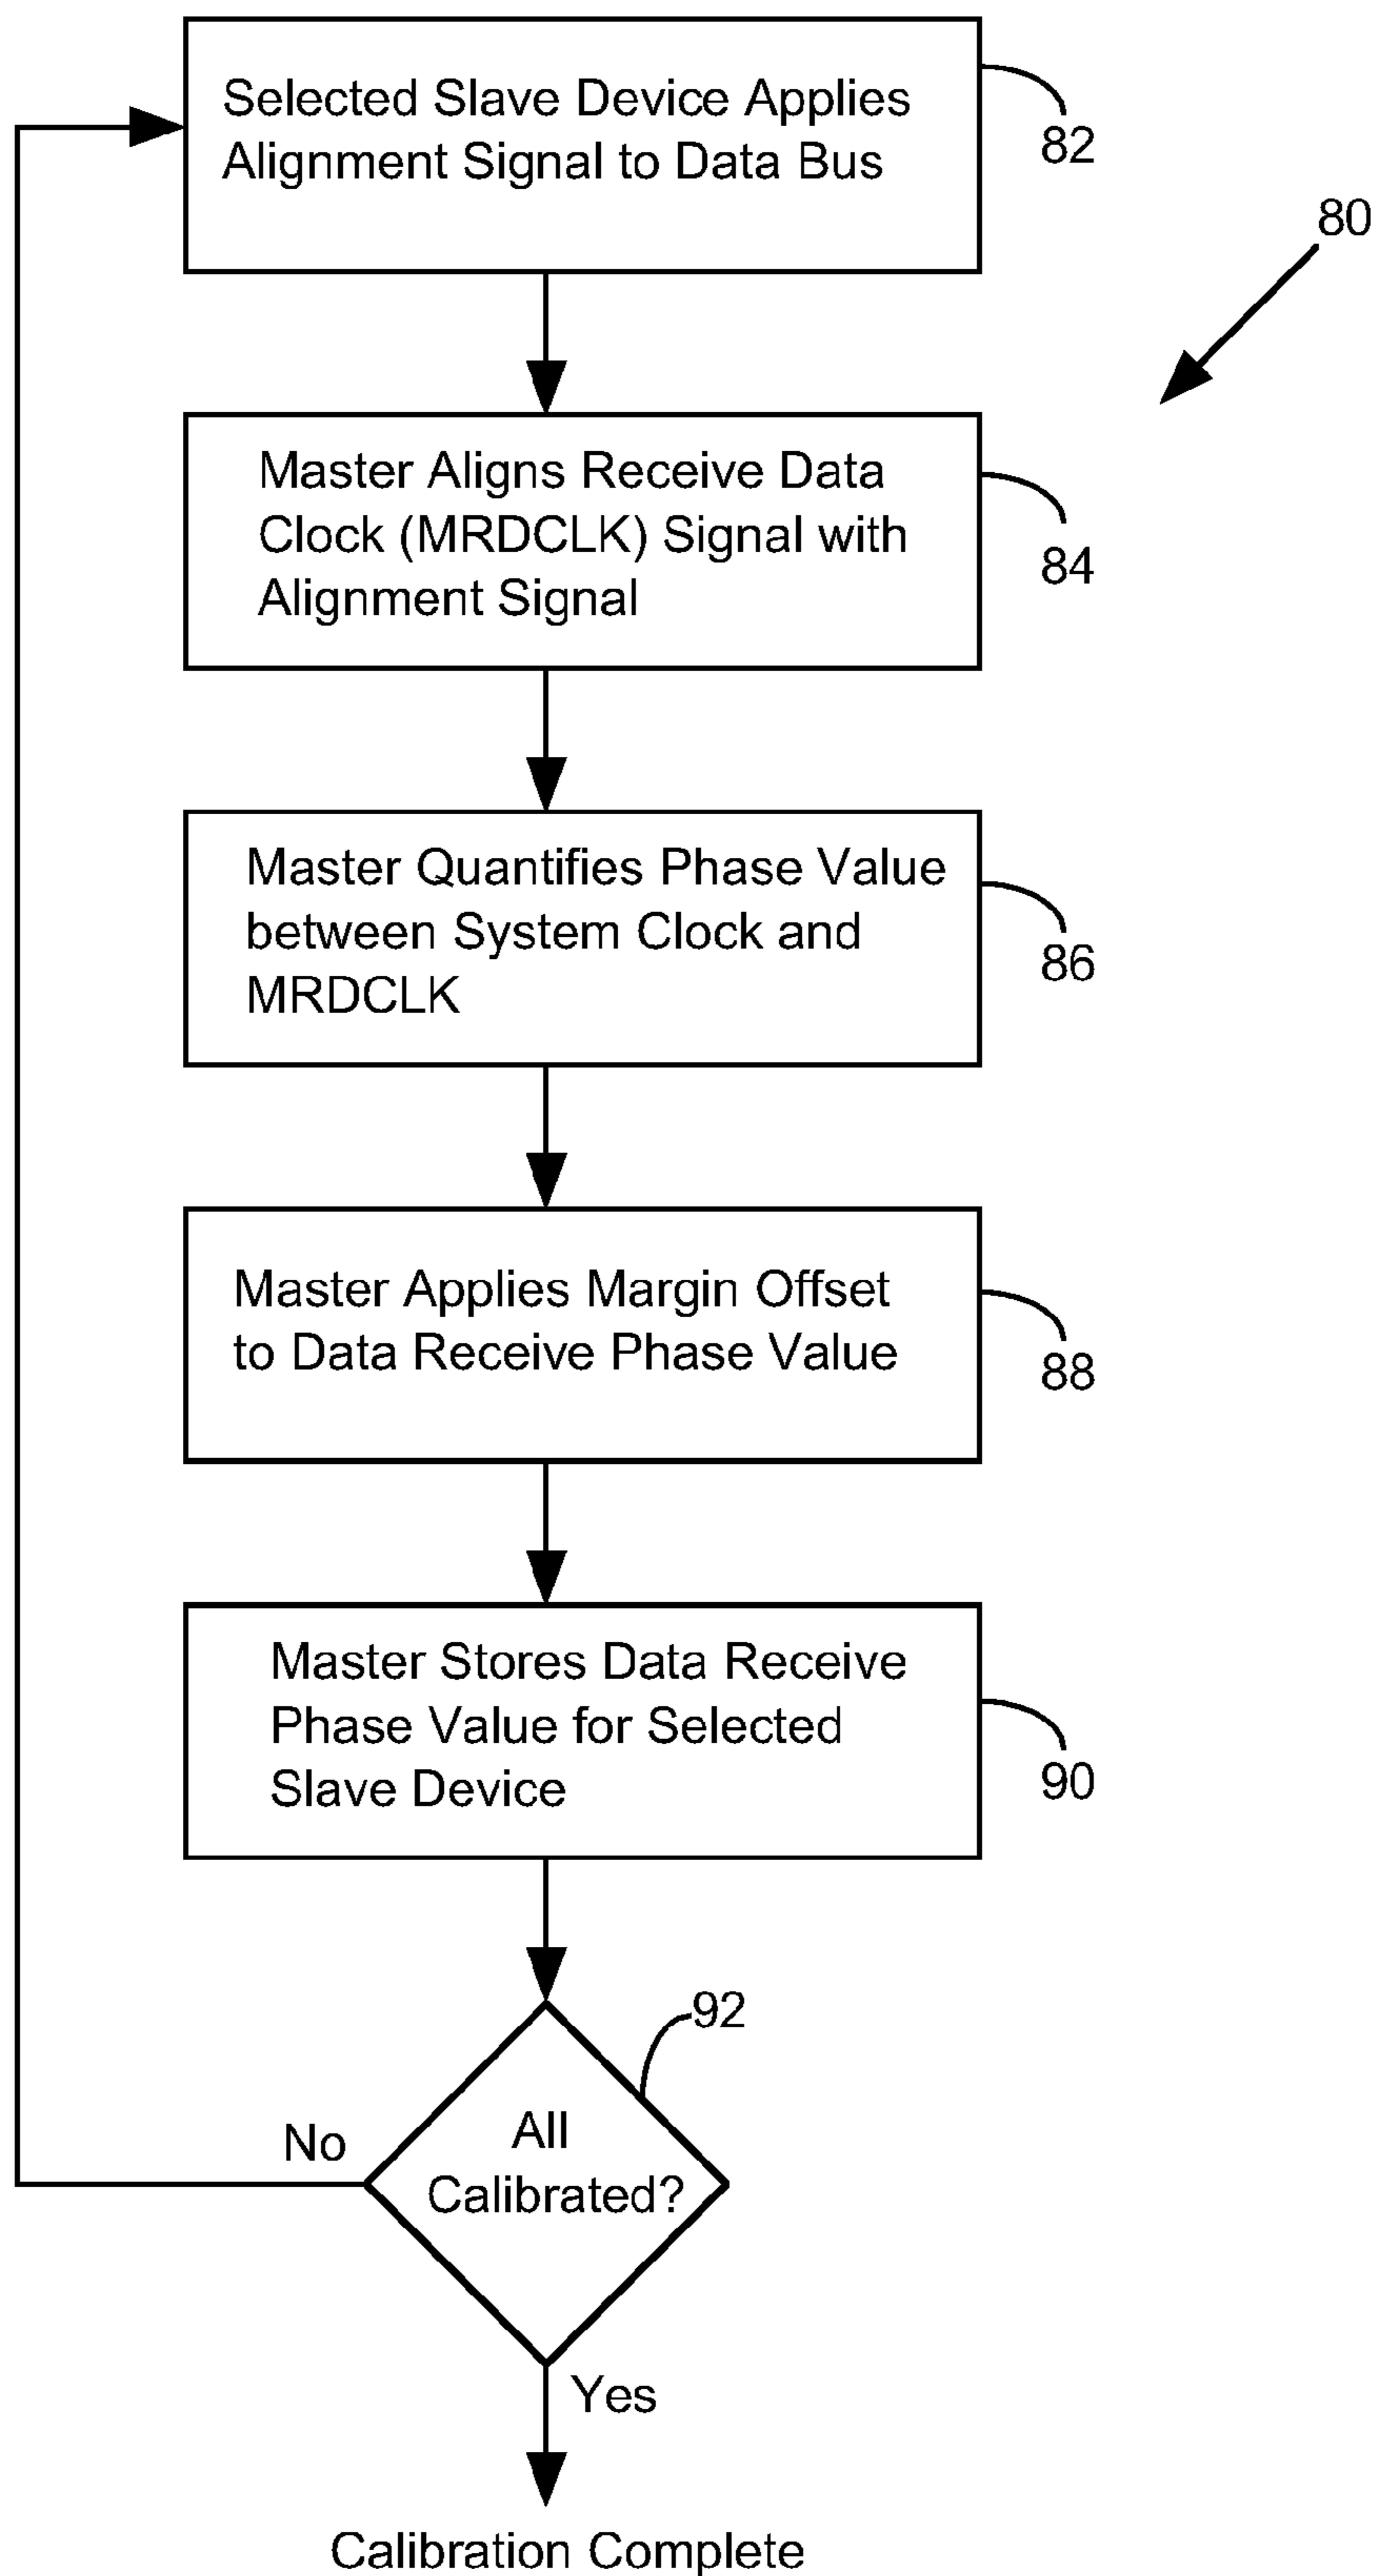 Selected Slave Device Applies
Alignment Signal to Data Bus
82
80
Master Aligns Receive Data
Clock (MRDCLK) Signal with
Alignment Signal
84
Master Quantifies Phase Value
between System Clock and
MRDCLK
86
Master Applies Margin Offset
to Data Receive Phase Value
88
Master Stores Data Receive
Phase Value for Selected
Slave Device
90
92
All
Calibrated?
No
Yes
Calibration Complete